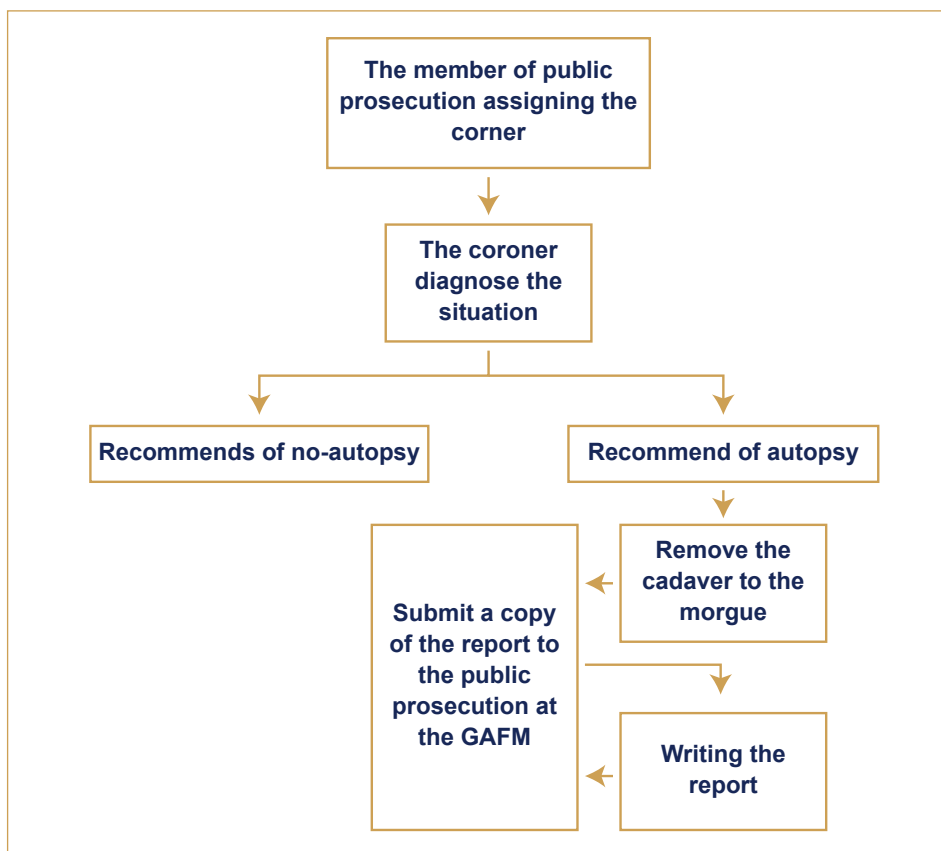 The member of public
prosecution assigning the
corner
The coroner
diagnose the
situation
Recommends of no-autopsy
Recommend of autopsy
Remove the
cadaver to the
morgue
Submit a copy
of the report to
the public
prosecution at
the GAFM
Writing the
report